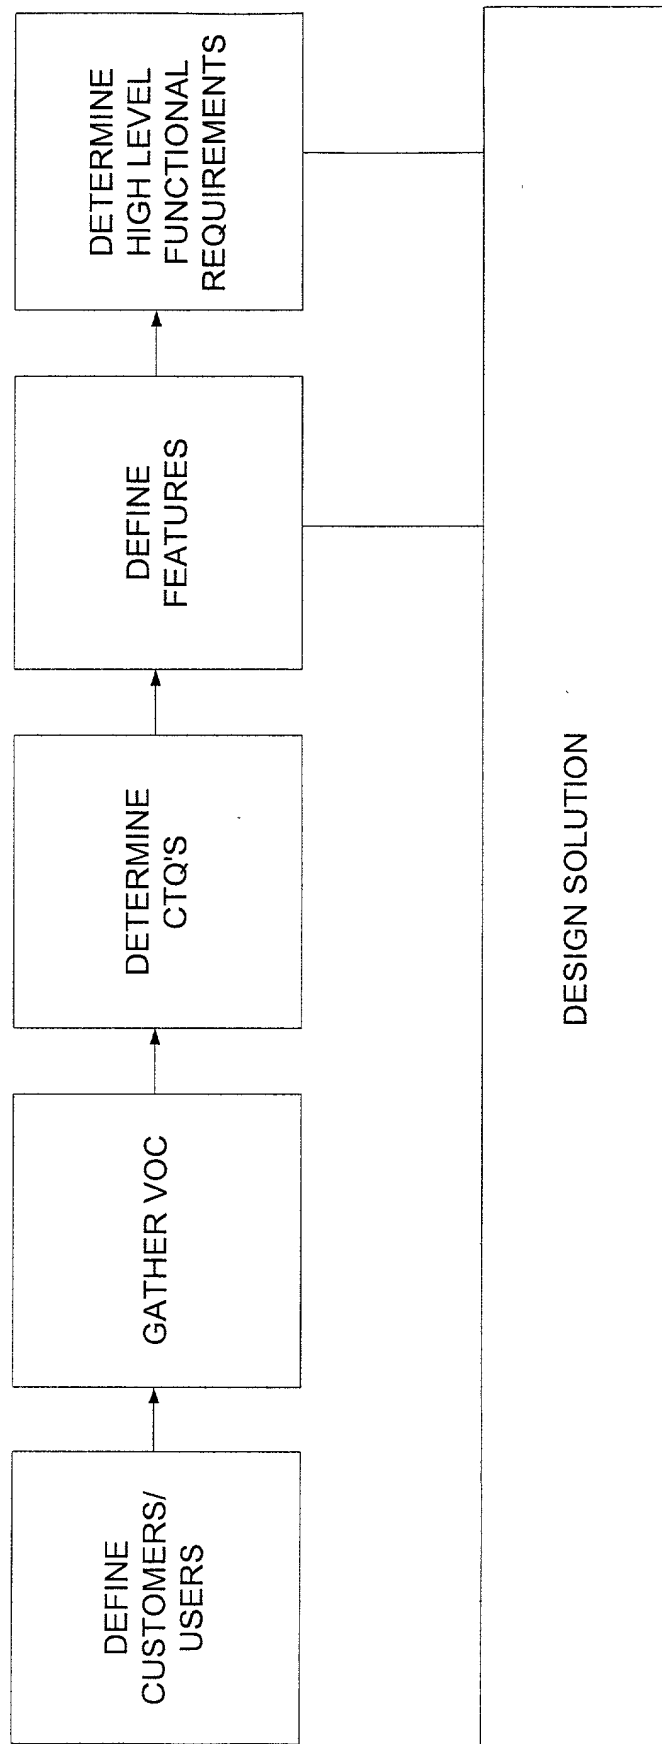 DEFINE
CUSTOMERS/
USERS
GATHER VOC
DETERMINE
CTQ'S
DEFINE
FEATURES
DETERMINE
HIGH LEVEL
FUNCTIONAL
REQUIREMENTS
DESIGN SOLUTION